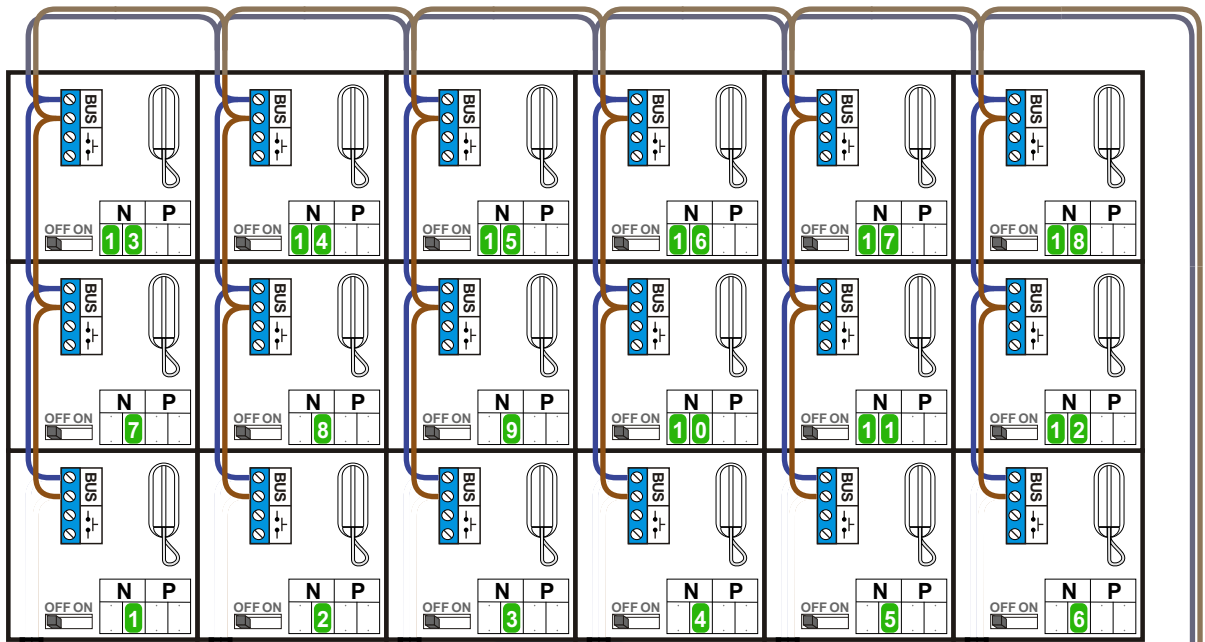 BUS BUS BUS BUS BUS BUS
N P N P N P N P N P N P
OFF ON 13 OFF ON 14 OFF ON 15 OFF ON 16 OFF ON 17 OFF ON 18
BUS BUS BUS BUS BUS BUS
N P N P N P N P N P N P
OFF ON 7 OFF ON 8 OFF ON 9 OFF ON 10 OFF ON 11 OFF ON 12
BUS BUS BUS BUS BUS BUS
N P N P N P N P N P N P
OFF ON 1 OFF ON 2 OFF ON 3 OFF ON 4 OFF ON 5 OFF ON 6